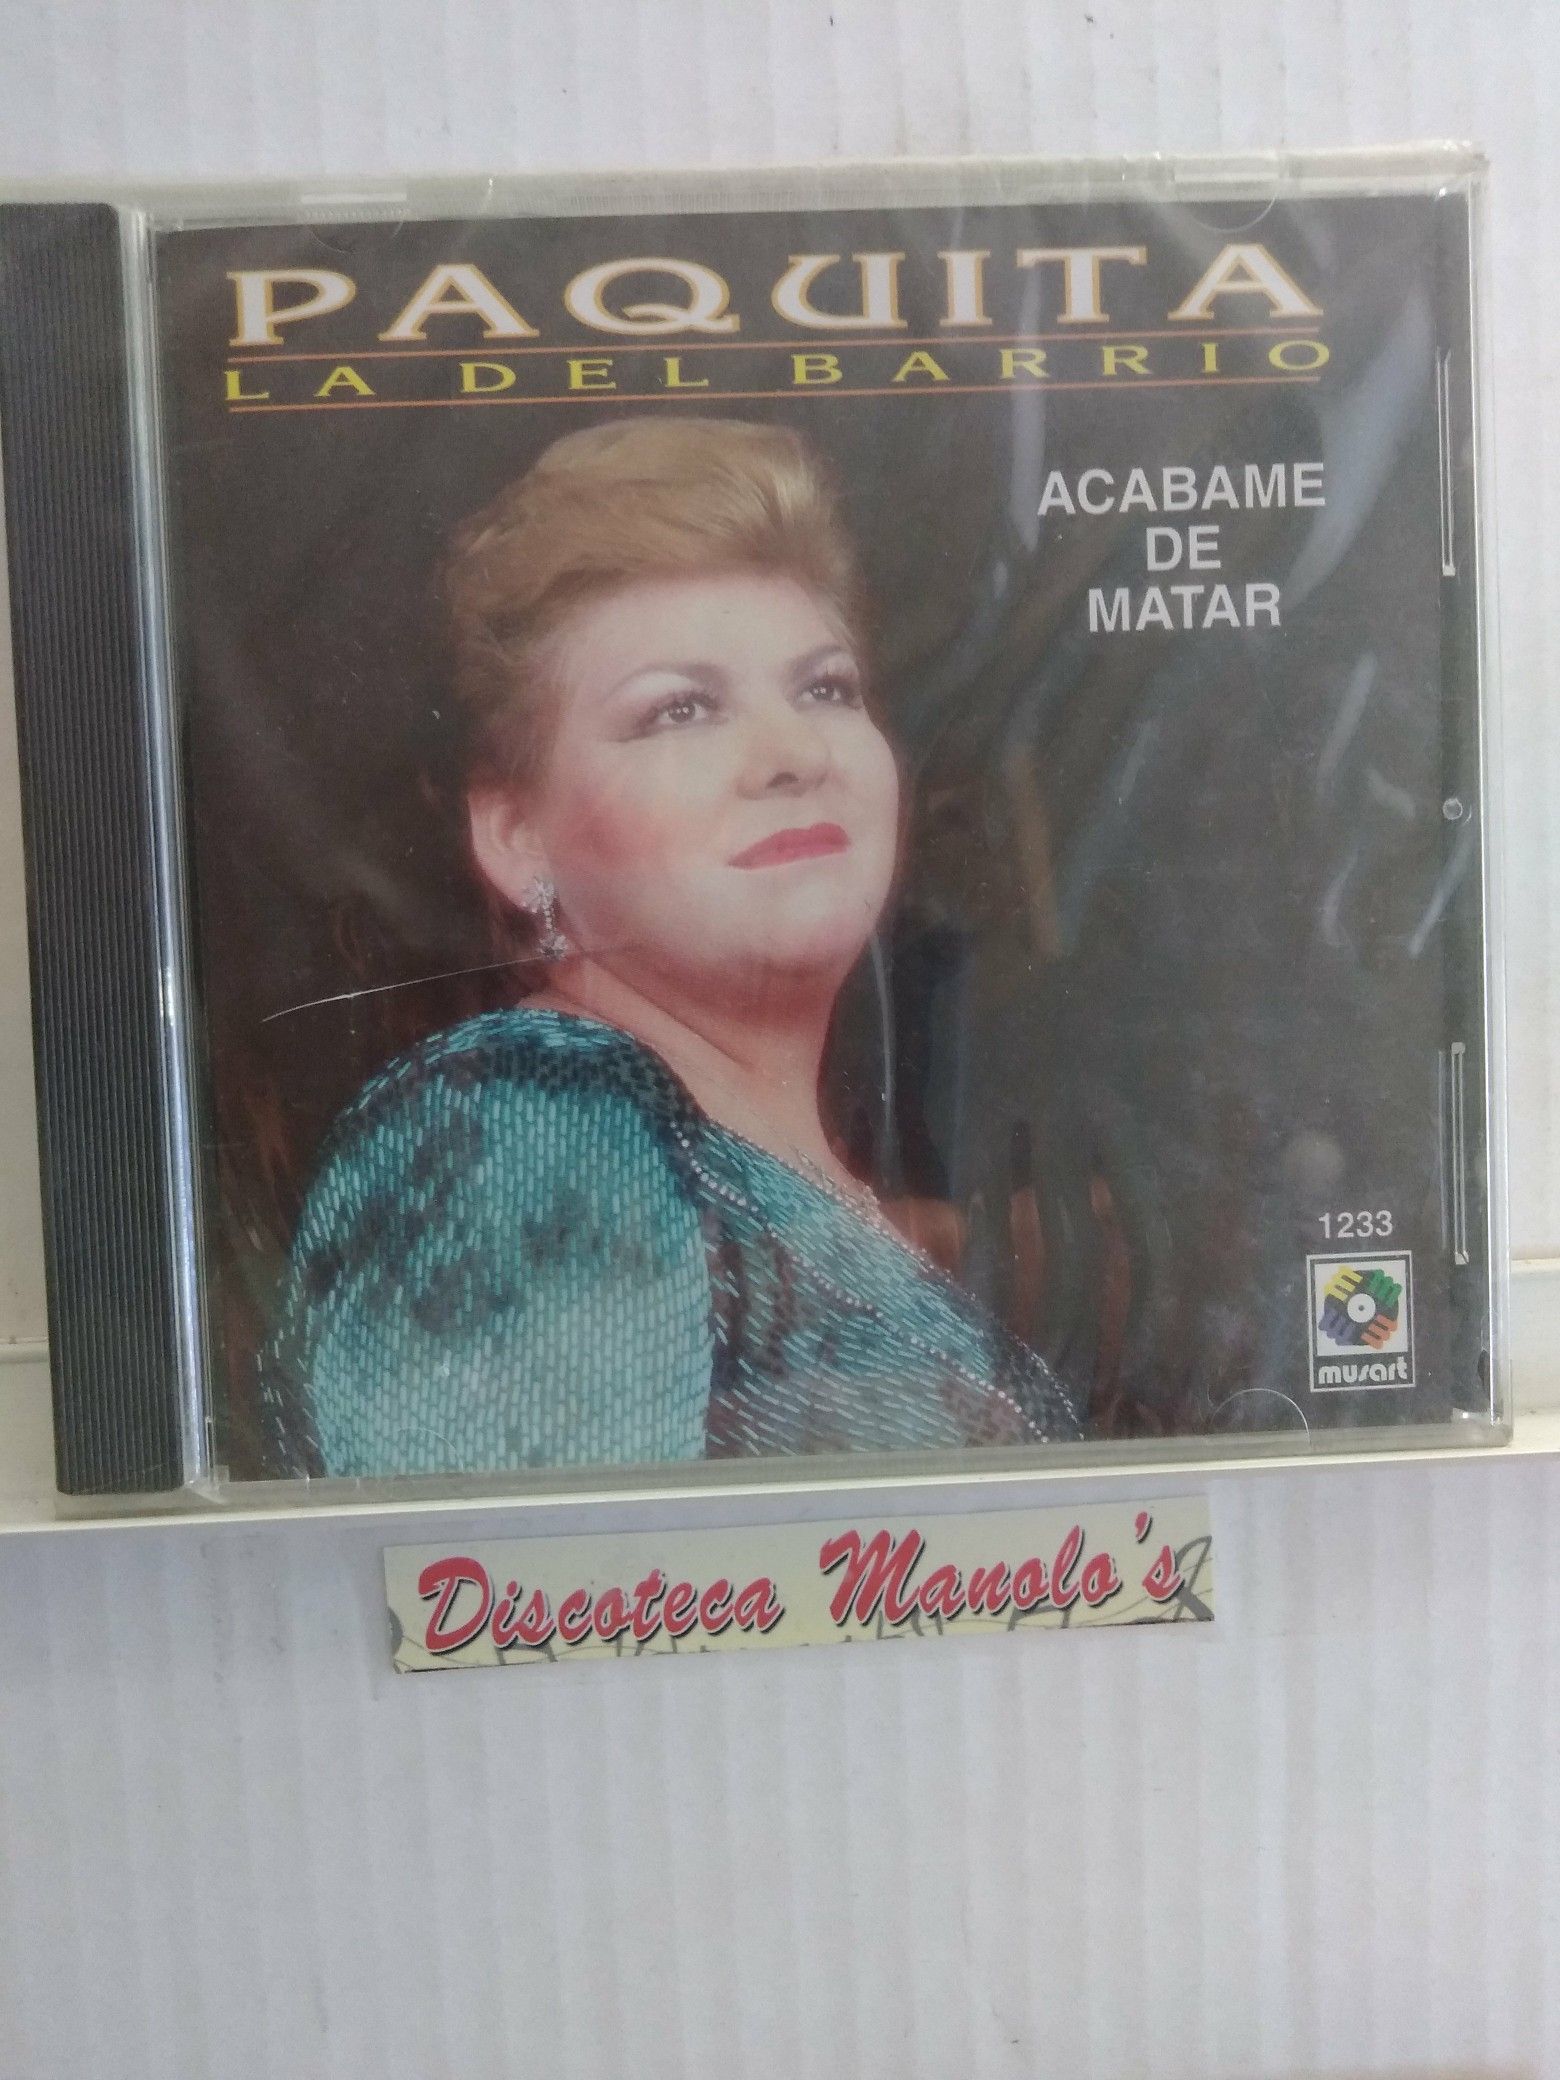 PAQUITA
LA DEL BARRIO
ACABAME
DE
MATAR
1233
musart
Discoteca Manolo's